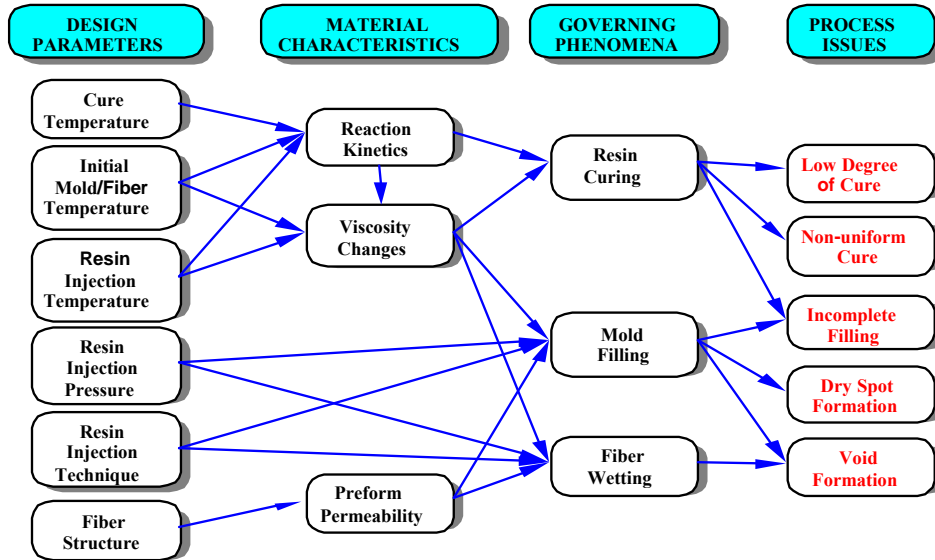 DESIGN
PARAMETERS
MATERIAL
CHARACTERISTICS
GOVERNING
PHENOMENA
PROCESS
ISSUES
Cure
Temperature
Initial
Mold/Fiber
Temperature
Resin
Injection
Temperature
Resin
Injection
Pressure
Resin
Injection
Technique
Fiber
Structure
Reaction
Kinetics
Viscosity
Changes
Preform
Permeability
Resin
Curing
Mold
Filling
Fiber
Wetting
Low Degree
of Cure
Non-uniform
Cure
Incomplete
Filling
Dry Spot
Formation
Void
Formation